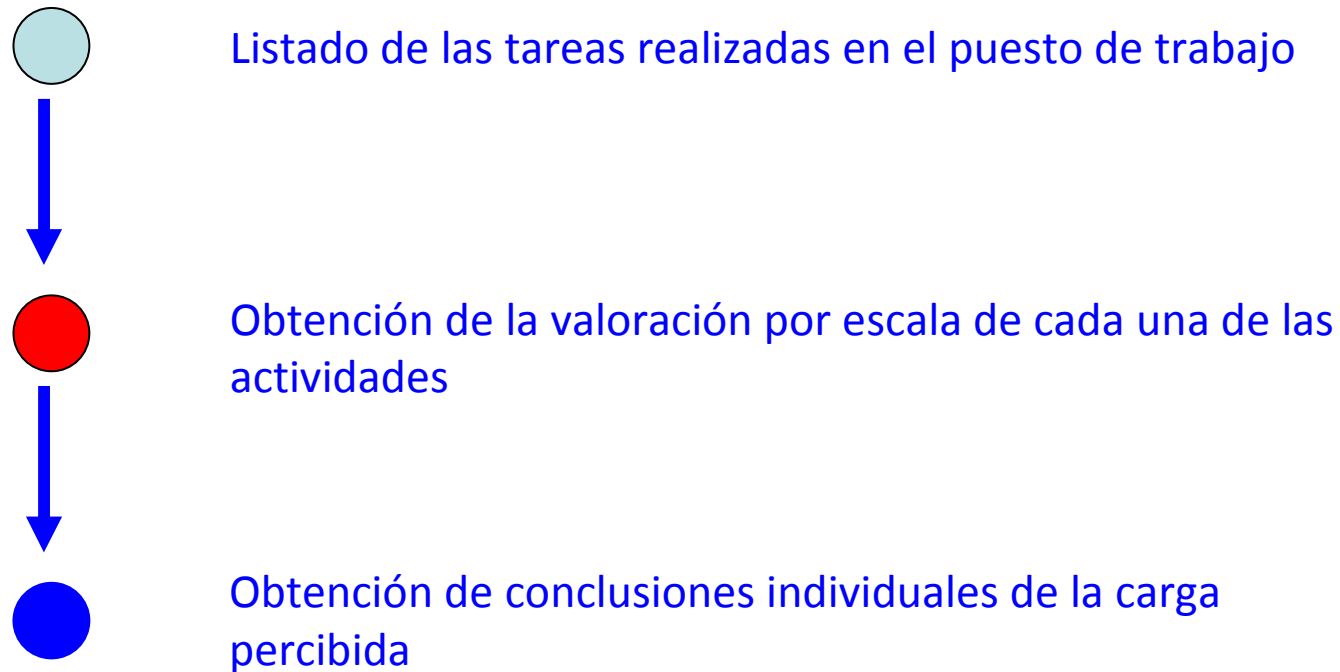 Listado de las tareas realizadas en el puesto de trabajo
Obtención de la valoración por escala de cada una de las
actividades
Obtención de conclusiones individuales de la carga
percibida